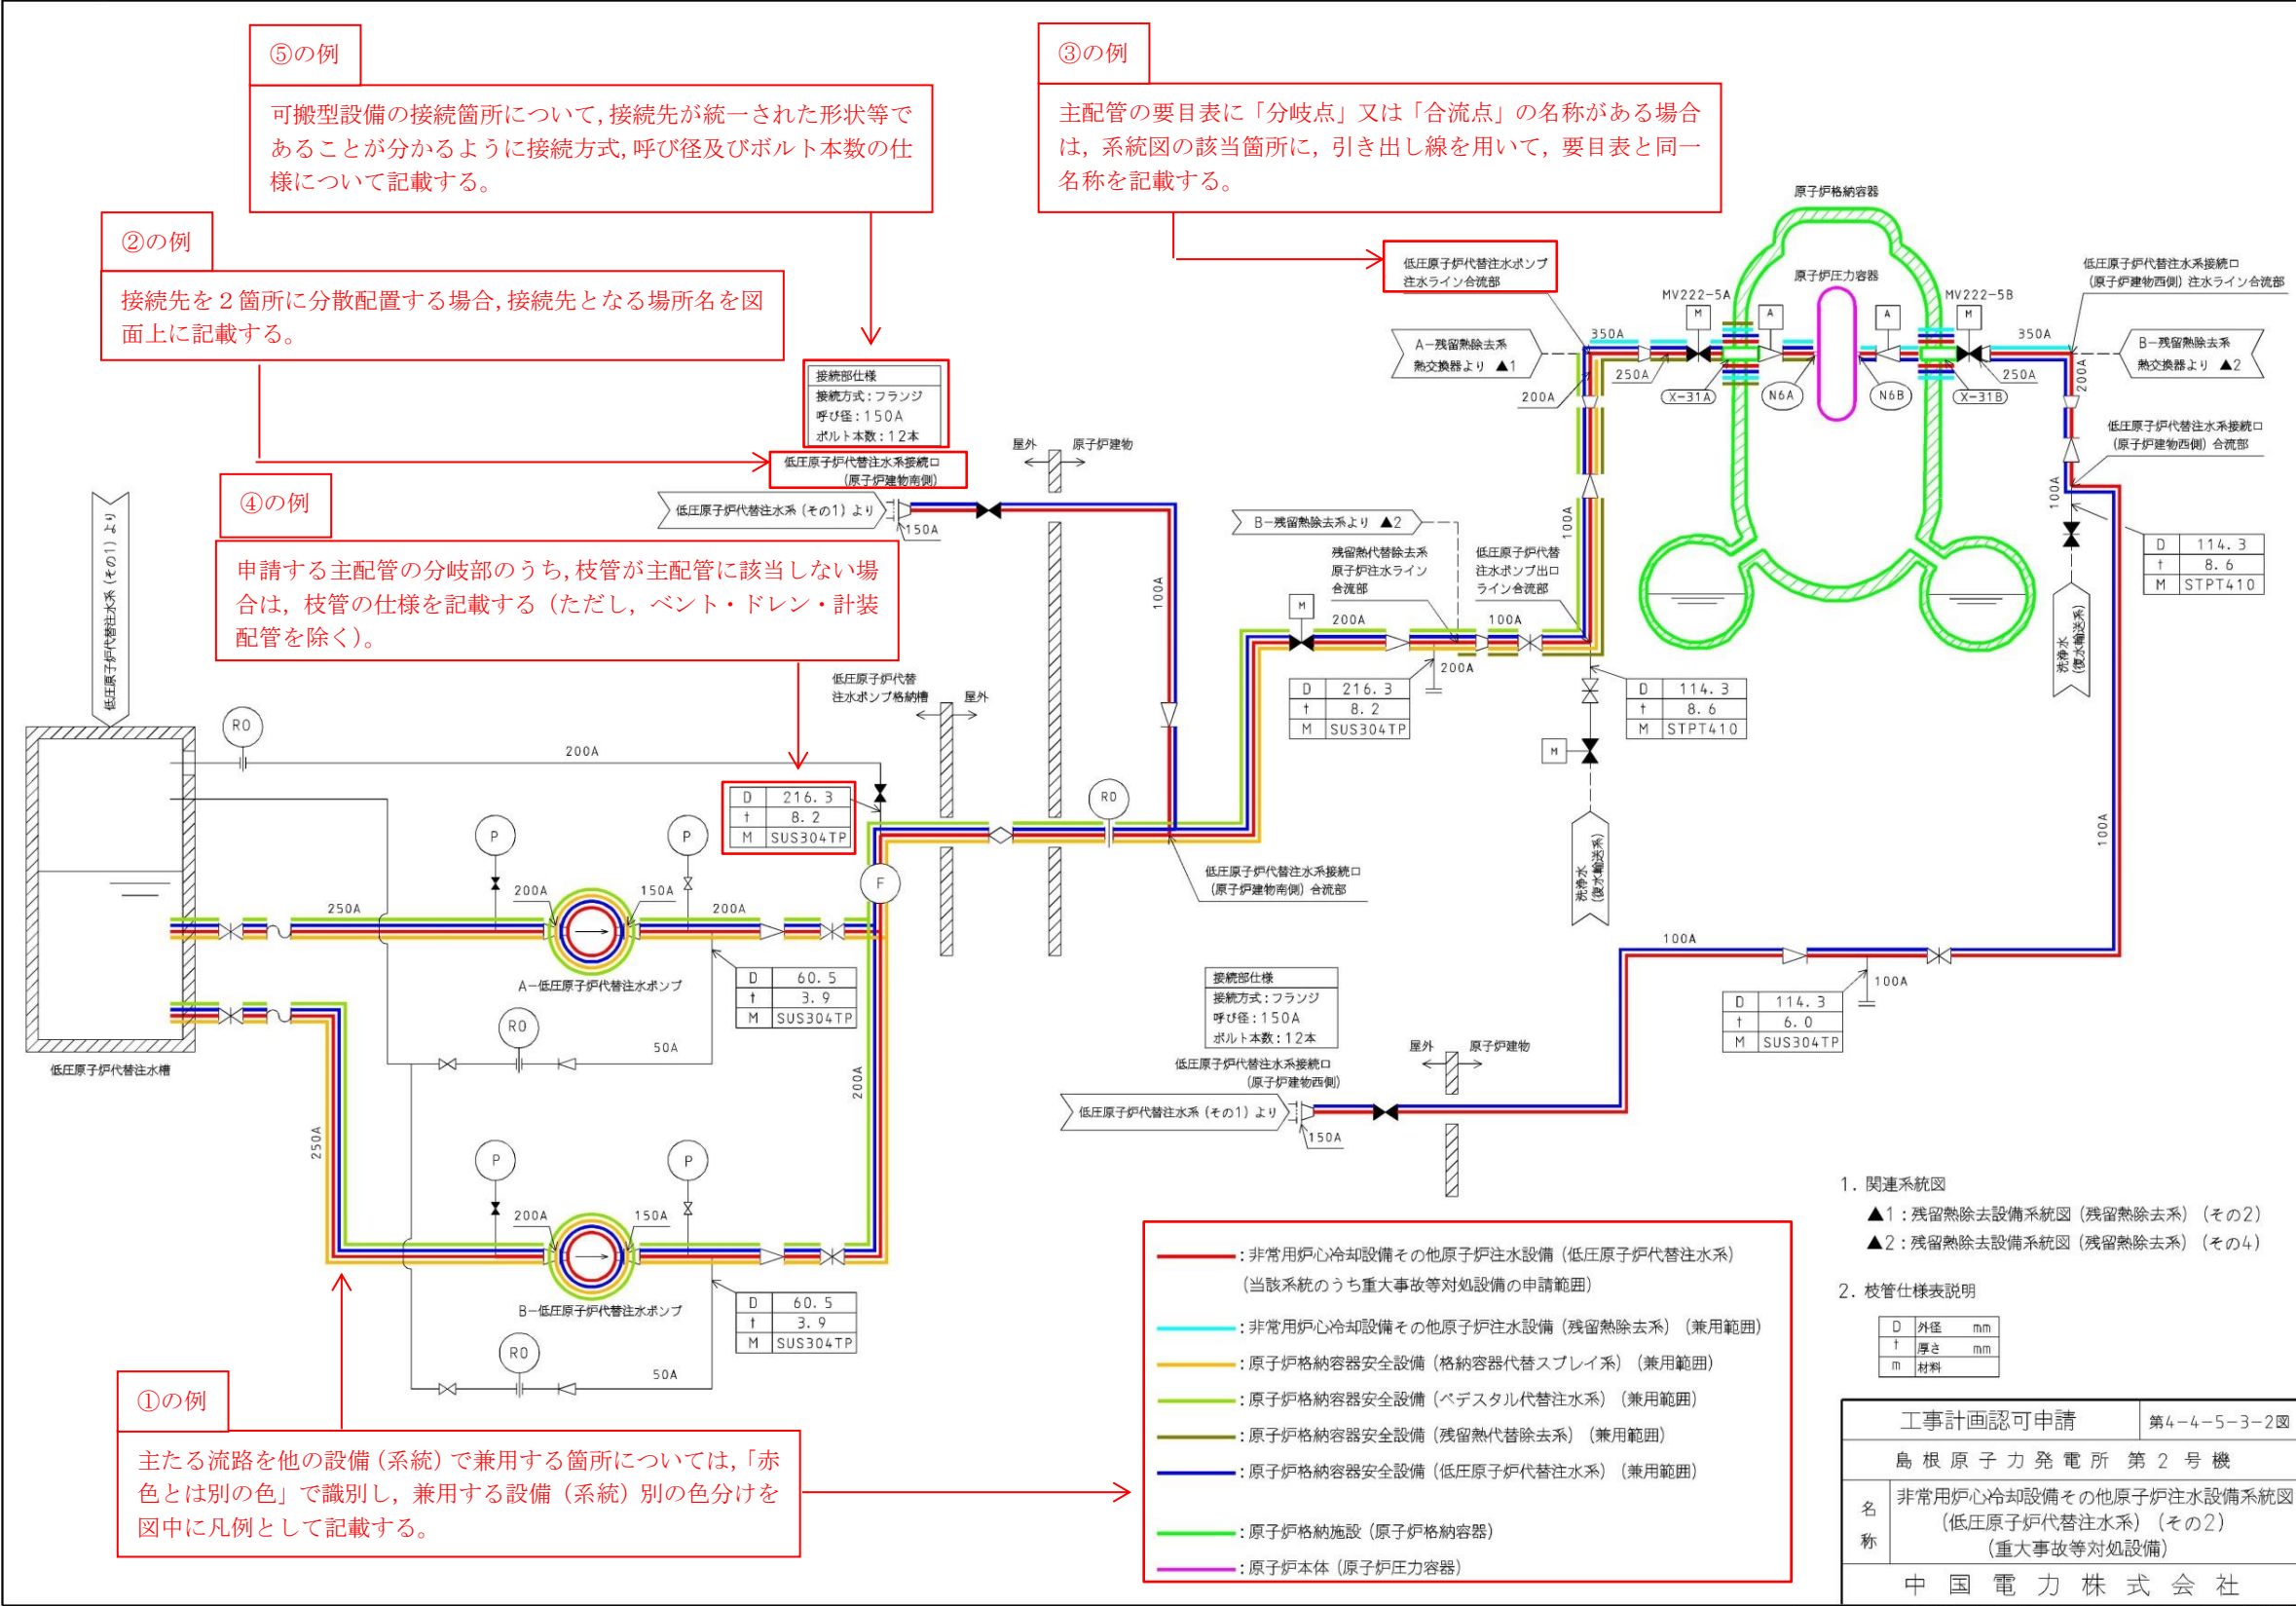 ⑤の例
可搬型設備の接続箇所について，接続先が統一された形状等で
あることが分かるように接続方式，呼び径及びボルト本数の仕
様について記載する。
③の例
主配管の要目表に「分岐点」又は「合流点」の名称がある場合
は，系統図の該当箇所に，引き出し線を用いて，要目表と同一
名称を記載する。
②の例
接続先を２箇所に分散配置する場合，接続先となる場所名を図
面上に記載する。
④の例
申請する主配管の分岐部のうち，枝管が主配管に該当しない場
合は，枝管の仕様を記載する（ただし，ベント・ドレン・計装
配管を除く）。
接続部仕様
接続方式：フランジ
呼び径：150A
ボルト本数：12本
低圧原子炉代替注水系接続口
（原子炉建物南側）
低圧原子炉代替注水系（その1）より
150A
屋外
原子炉建物
100A
低圧原子炉代替注水ポンプ
注水ライン合流部
A-残留熱除去系
熱交換器より ▲1
350A
200A
250A
MV222-5A
M
A
X-31A
N6A
原子炉格納容器
原子炉圧力容器
A
M
MV222-5B
N6B
X-31B
250A
350A
200A
低圧原子炉代替注水系接続口
（原子炉建物西側）注水ライン合流部
B-残留熱除去系
熱交換器より ▲2
低圧原子炉代替注水系接続口
（原子炉建物西側）合流部
100A
D 114.3
t 8.6
M STPT410
洗浄水
（復水輸送系）
100A
B-残留熱除去系より ▲2
残留熱代替除去系
原子炉注水ライン
合流部
低圧原子炉代替
注水ポンプ出口
ライン合流部
100A
M
200A
100A
200A
D 216.3
t 8.2
M SUS304TP
D 114.3
t 8.6
M STPT410
M
洗浄水
（復水輸送系）
低圧原子炉代替注水系（その1）より
RO
200A
低圧原子炉代替
注水ポンプ格納槽
屋外
D 216.3
t 8.2
M SUS304TP
RO
F
低圧原子炉代替注水系接続口
（原子炉建物南側）合流部
P
P
250A
200A
150A
200A
A-低圧原子炉代替注水ポンプ
D 60.5
t 3.9
M SUS304TP
RO
50A
低圧原子炉代替注水槽
250A
200A
P
P
200A
150A
B-低圧原子炉代替注水ポンプ
D 60.5
t 3.9
M SUS304TP
RO
50A
接続部仕様
接続方式：フランジ
呼び径：150A
ボルト本数：12本
低圧原子炉代替注水系接続口
（原子炉建物西側）
低圧原子炉代替注水系（その1）より
150A
屋外
原子炉建物
100A
100A
D 114.3
t 6.0
M SUS304TP
①の例
主たる流路を他の設備（系統）で兼用する箇所については，「赤
色とは別の色」で識別し，兼用する設備（系統）別の色分けを
図中に凡例として記載する。
：非常用炉心冷却設備その他原子炉注水設備（低圧原子炉代替注水系）
（当該系統のうち重大事故等対処設備の申請範囲）
：非常用炉心冷却設備その他原子炉注水設備（残留熱除去系）（兼用範囲）
：原子炉格納容器安全設備（格納容器代替スプレイ系）（兼用範囲）
：原子炉格納容器安全設備（ペデスタル代替注水系）（兼用範囲）
：原子炉格納容器安全設備（残留熱代替除去系）（兼用範囲）
：原子炉格納容器安全設備（低圧原子炉代替注水系）（兼用範囲）
：原子炉格納施設（原子炉格納容器）
：原子炉本体（原子炉圧力容器）
1．関連系統図
▲1：残留熱除去設備系統図（残留熱除去系）（その2）
▲2：残留熱除去設備系統図（残留熱除去系）（その4）
2．枝管仕様表説明
D 外径 mm
t 厚さ mm
m 材料
工事計画認可申請 第4-4-5-3-2図
島根原子力発電所 第2号機
名称
非常用炉心冷却設備その他原子炉注水設備系統図
（低圧原子炉代替注水系）（その2）
（重大事故等対処設備）
中国電力株式会社